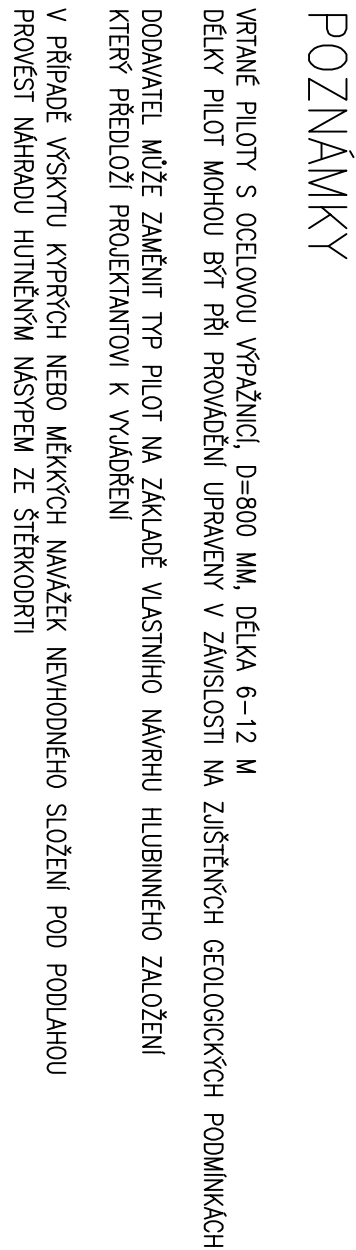 POZNÁMKY
VRTANÉ PILOTY S OCELOVOU VÝPAŽNICÍ, D=800 MM, DÉLKA 6-12 M
DÉLKY PILOT MOHOU BÝT PŘI PROVÁDĚNÍ UPRAVENY V ZÁVISLOSTI NA ZJIŠTĚNÝCH GEOLOGICKÝCH PODMÍNKÁCH
DODAVATEL MŮŽE ZAMĚNIT TYP PILOT NA ZÁKLADĚ VLASTNÍHO NÁVRHU HLUBINNÉHO ZALOŽENÍ
KTERÝ PŘEDLOŽÍ PROJEKTANTOVI K VYJÁDŘENÍ
V PŘÍPADĚ VÝSKYTU KYPRÝCH NEBO MĚKKÝCH NAVÁŽEK NEVHODNÉHO SLOŽENÍ POD PODLAHOU
PROVÉST NÁHRADU HUTNĚNÝM NÁSYPEM ZE ŠTĚRKODRTI